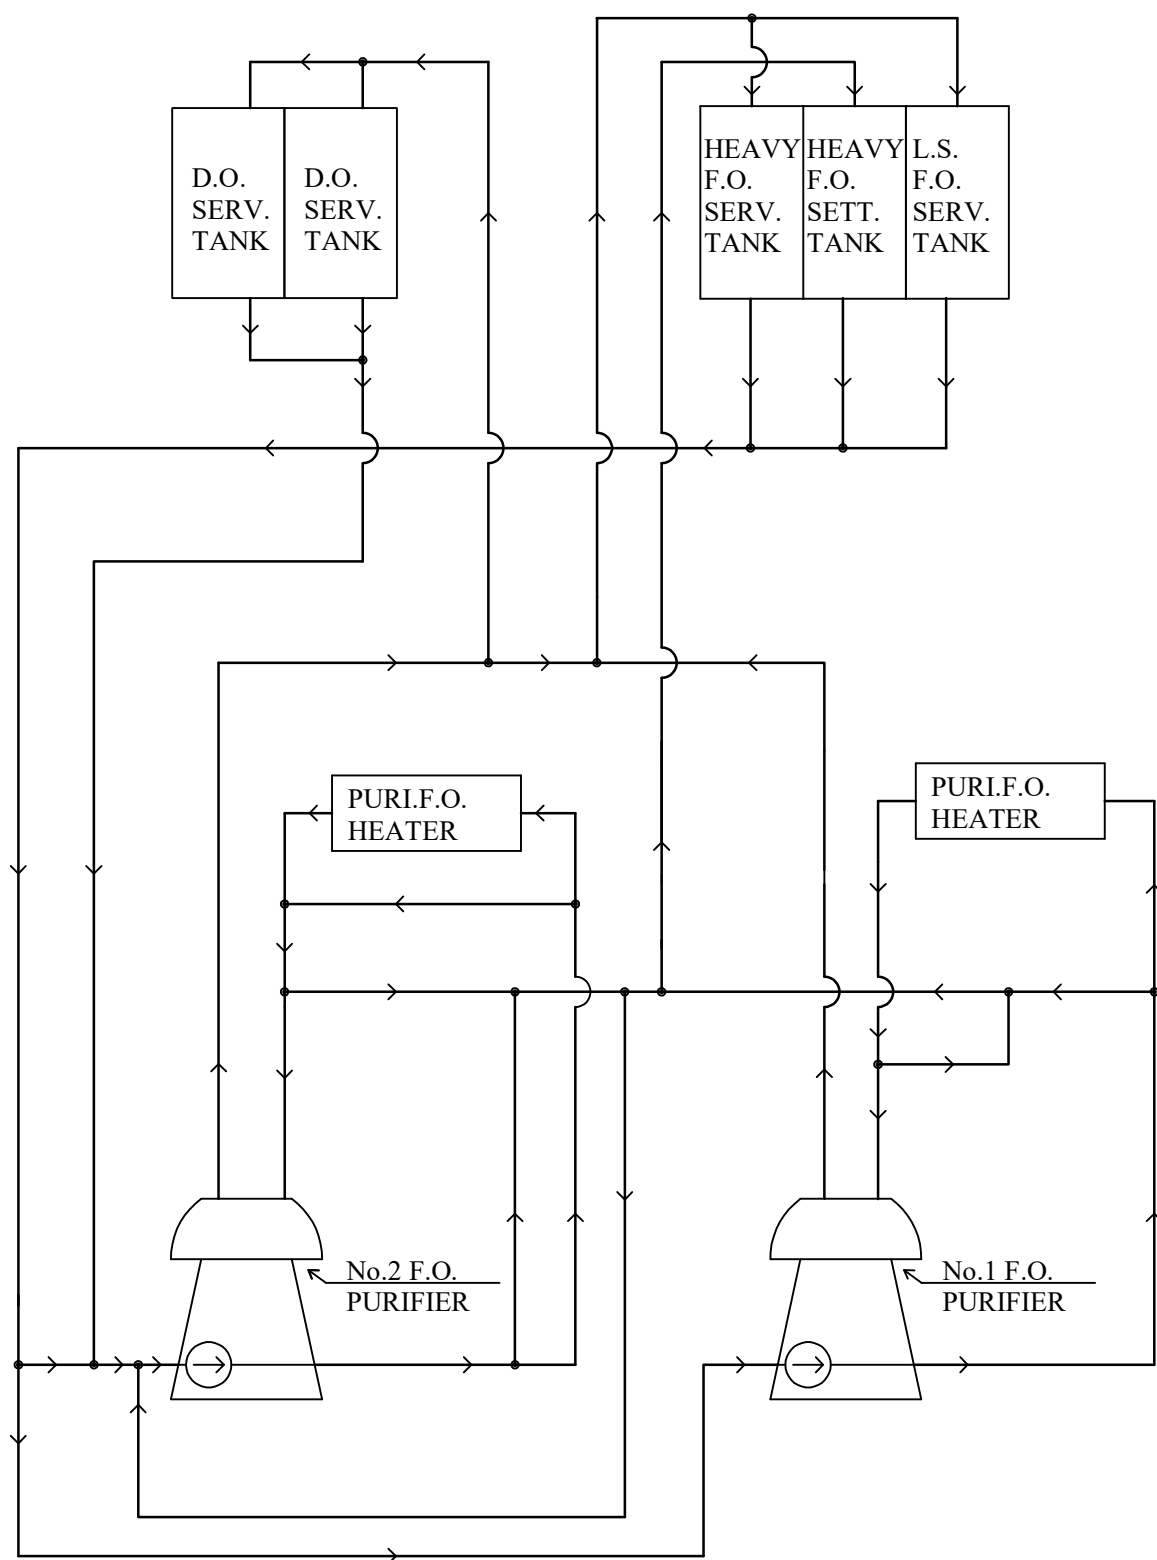 D.O.
SERV.
TANK
D.O.
SERV.
TANK
HEAVY
F.O.
SERV.
TANK
HEAVY
F.O.
SETT.
TANK
L.S.
F.O.
SERV.
TANK
PURI.F.O.
HEATER
PURI.F.O.
HEATER
No.2 F.O.
PURIFIER
No.1 F.O.
PURIFIER